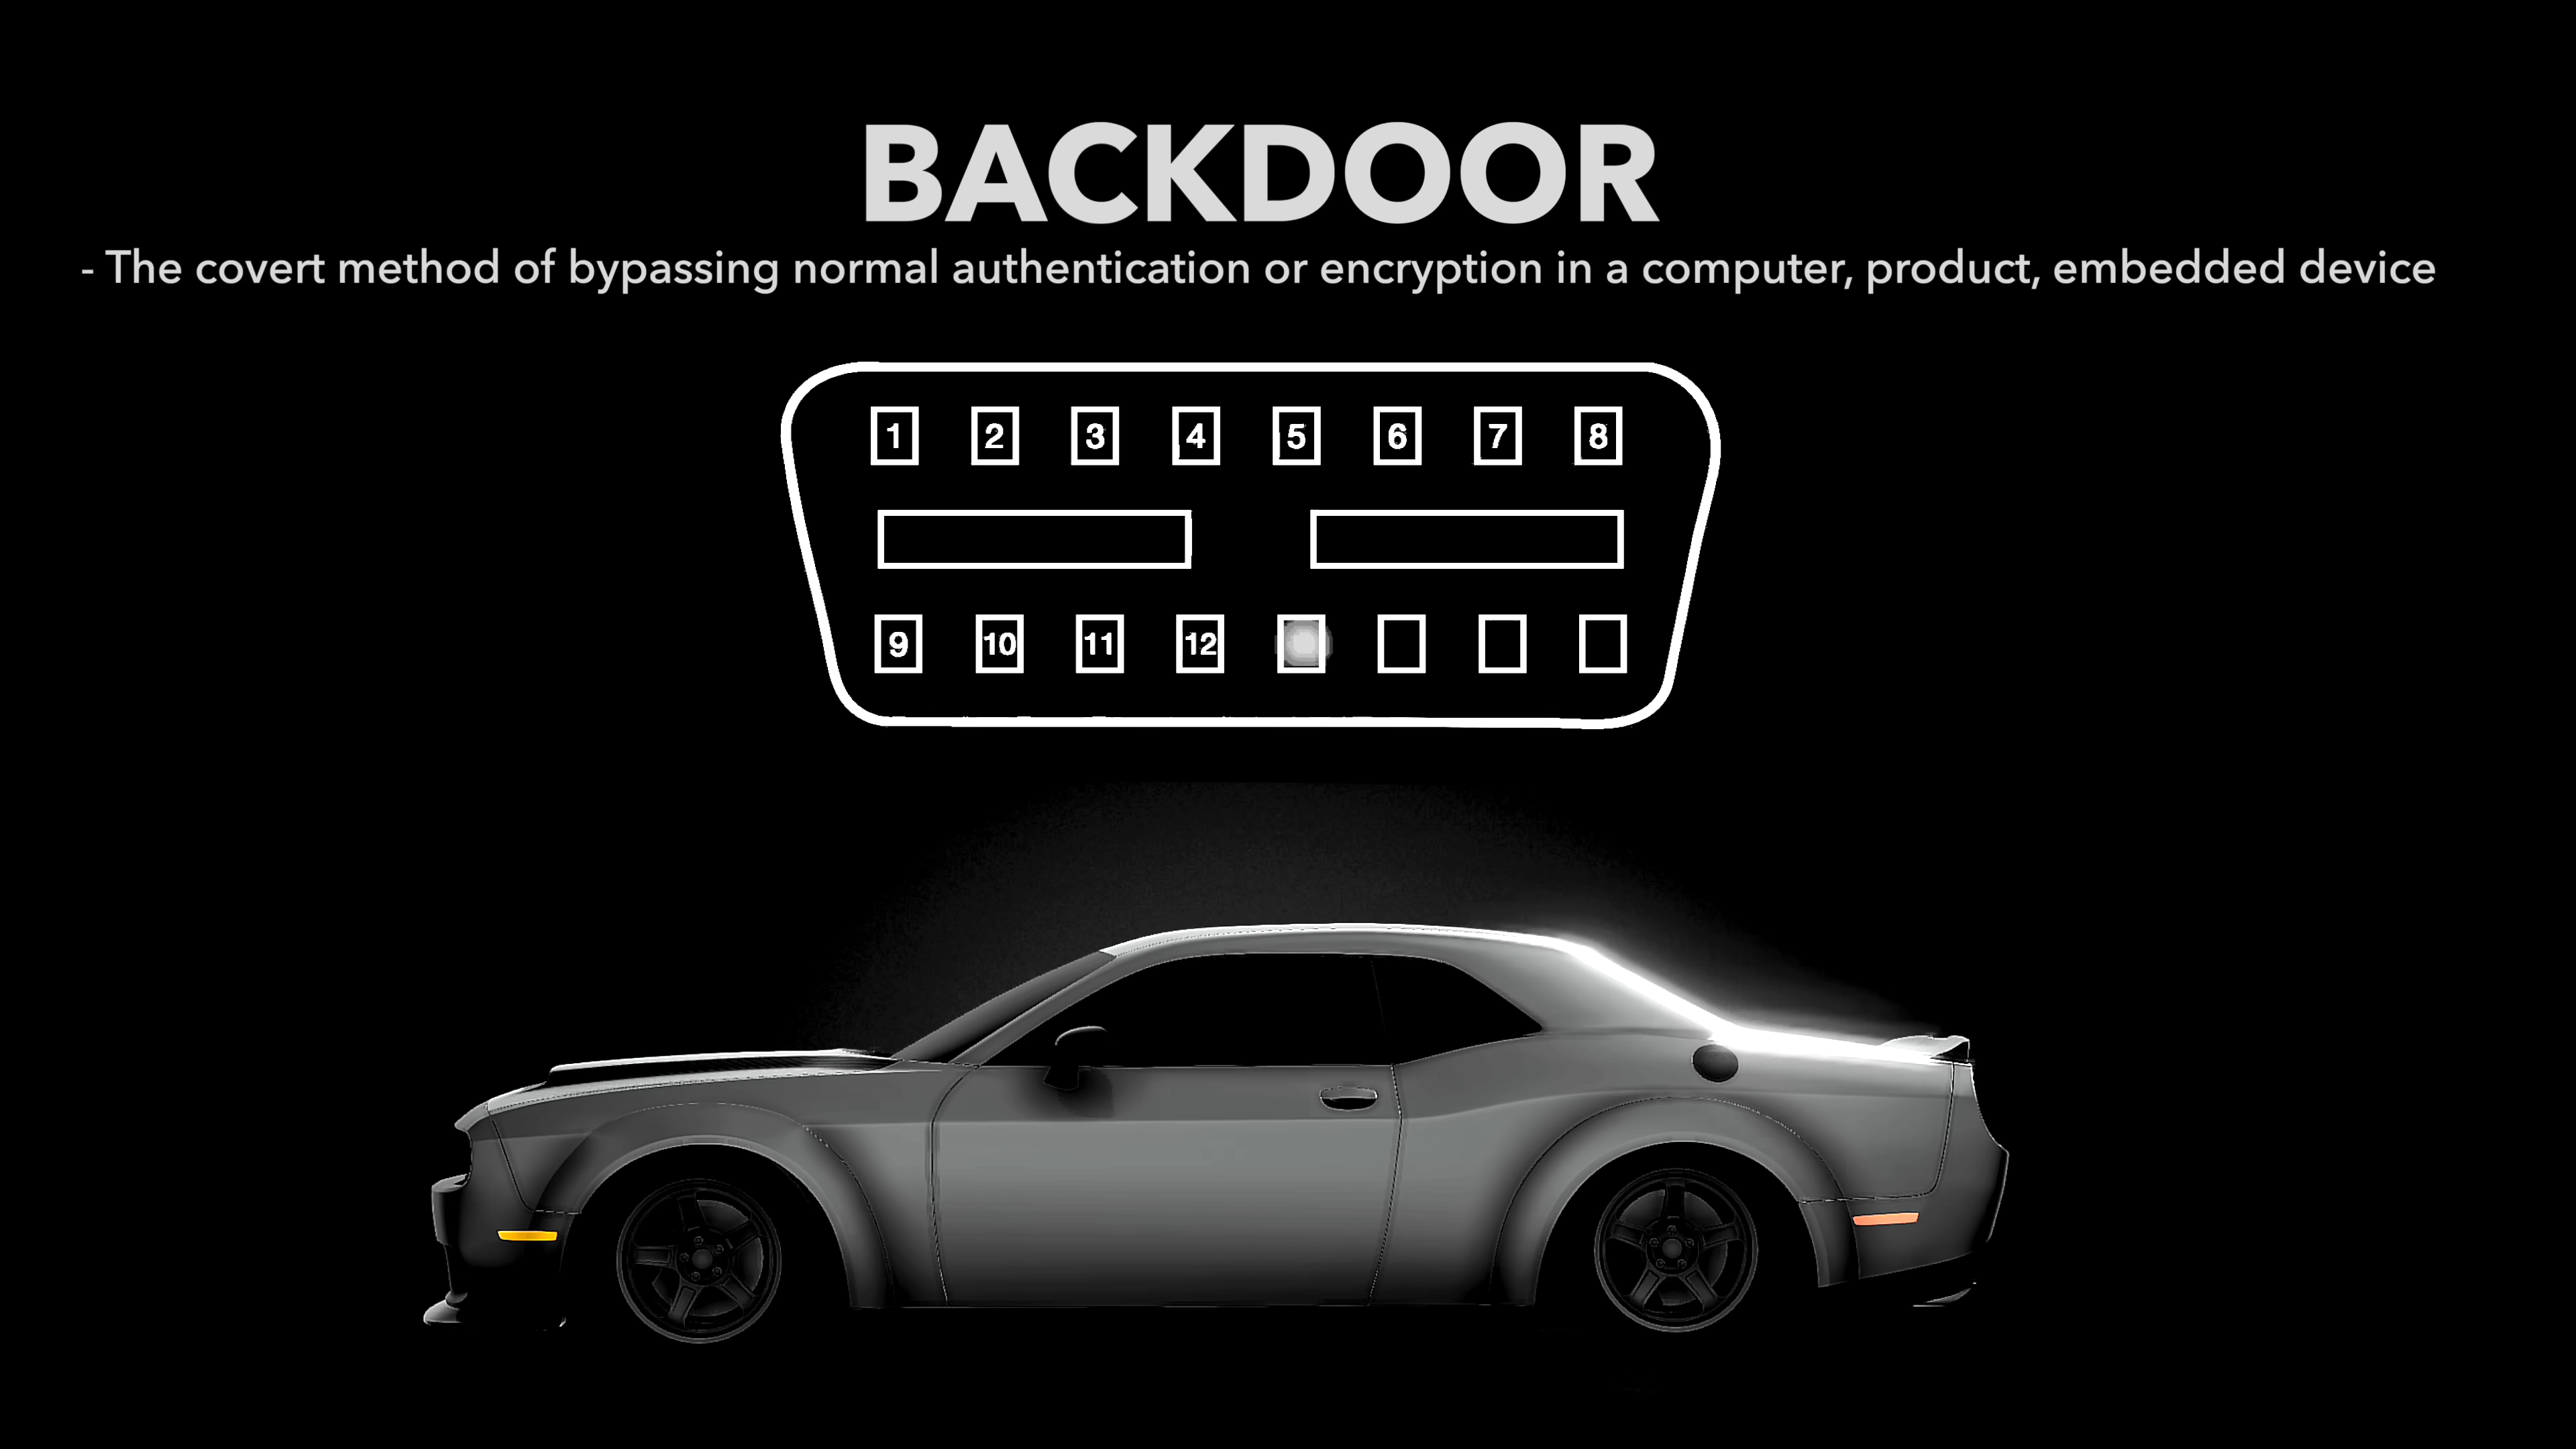 BACKDOOR
- The covert method of bypassing normal authentication or encryption in a computer, product, embedded device
1 2 3 4 5 6 7 8
9 10 11 12